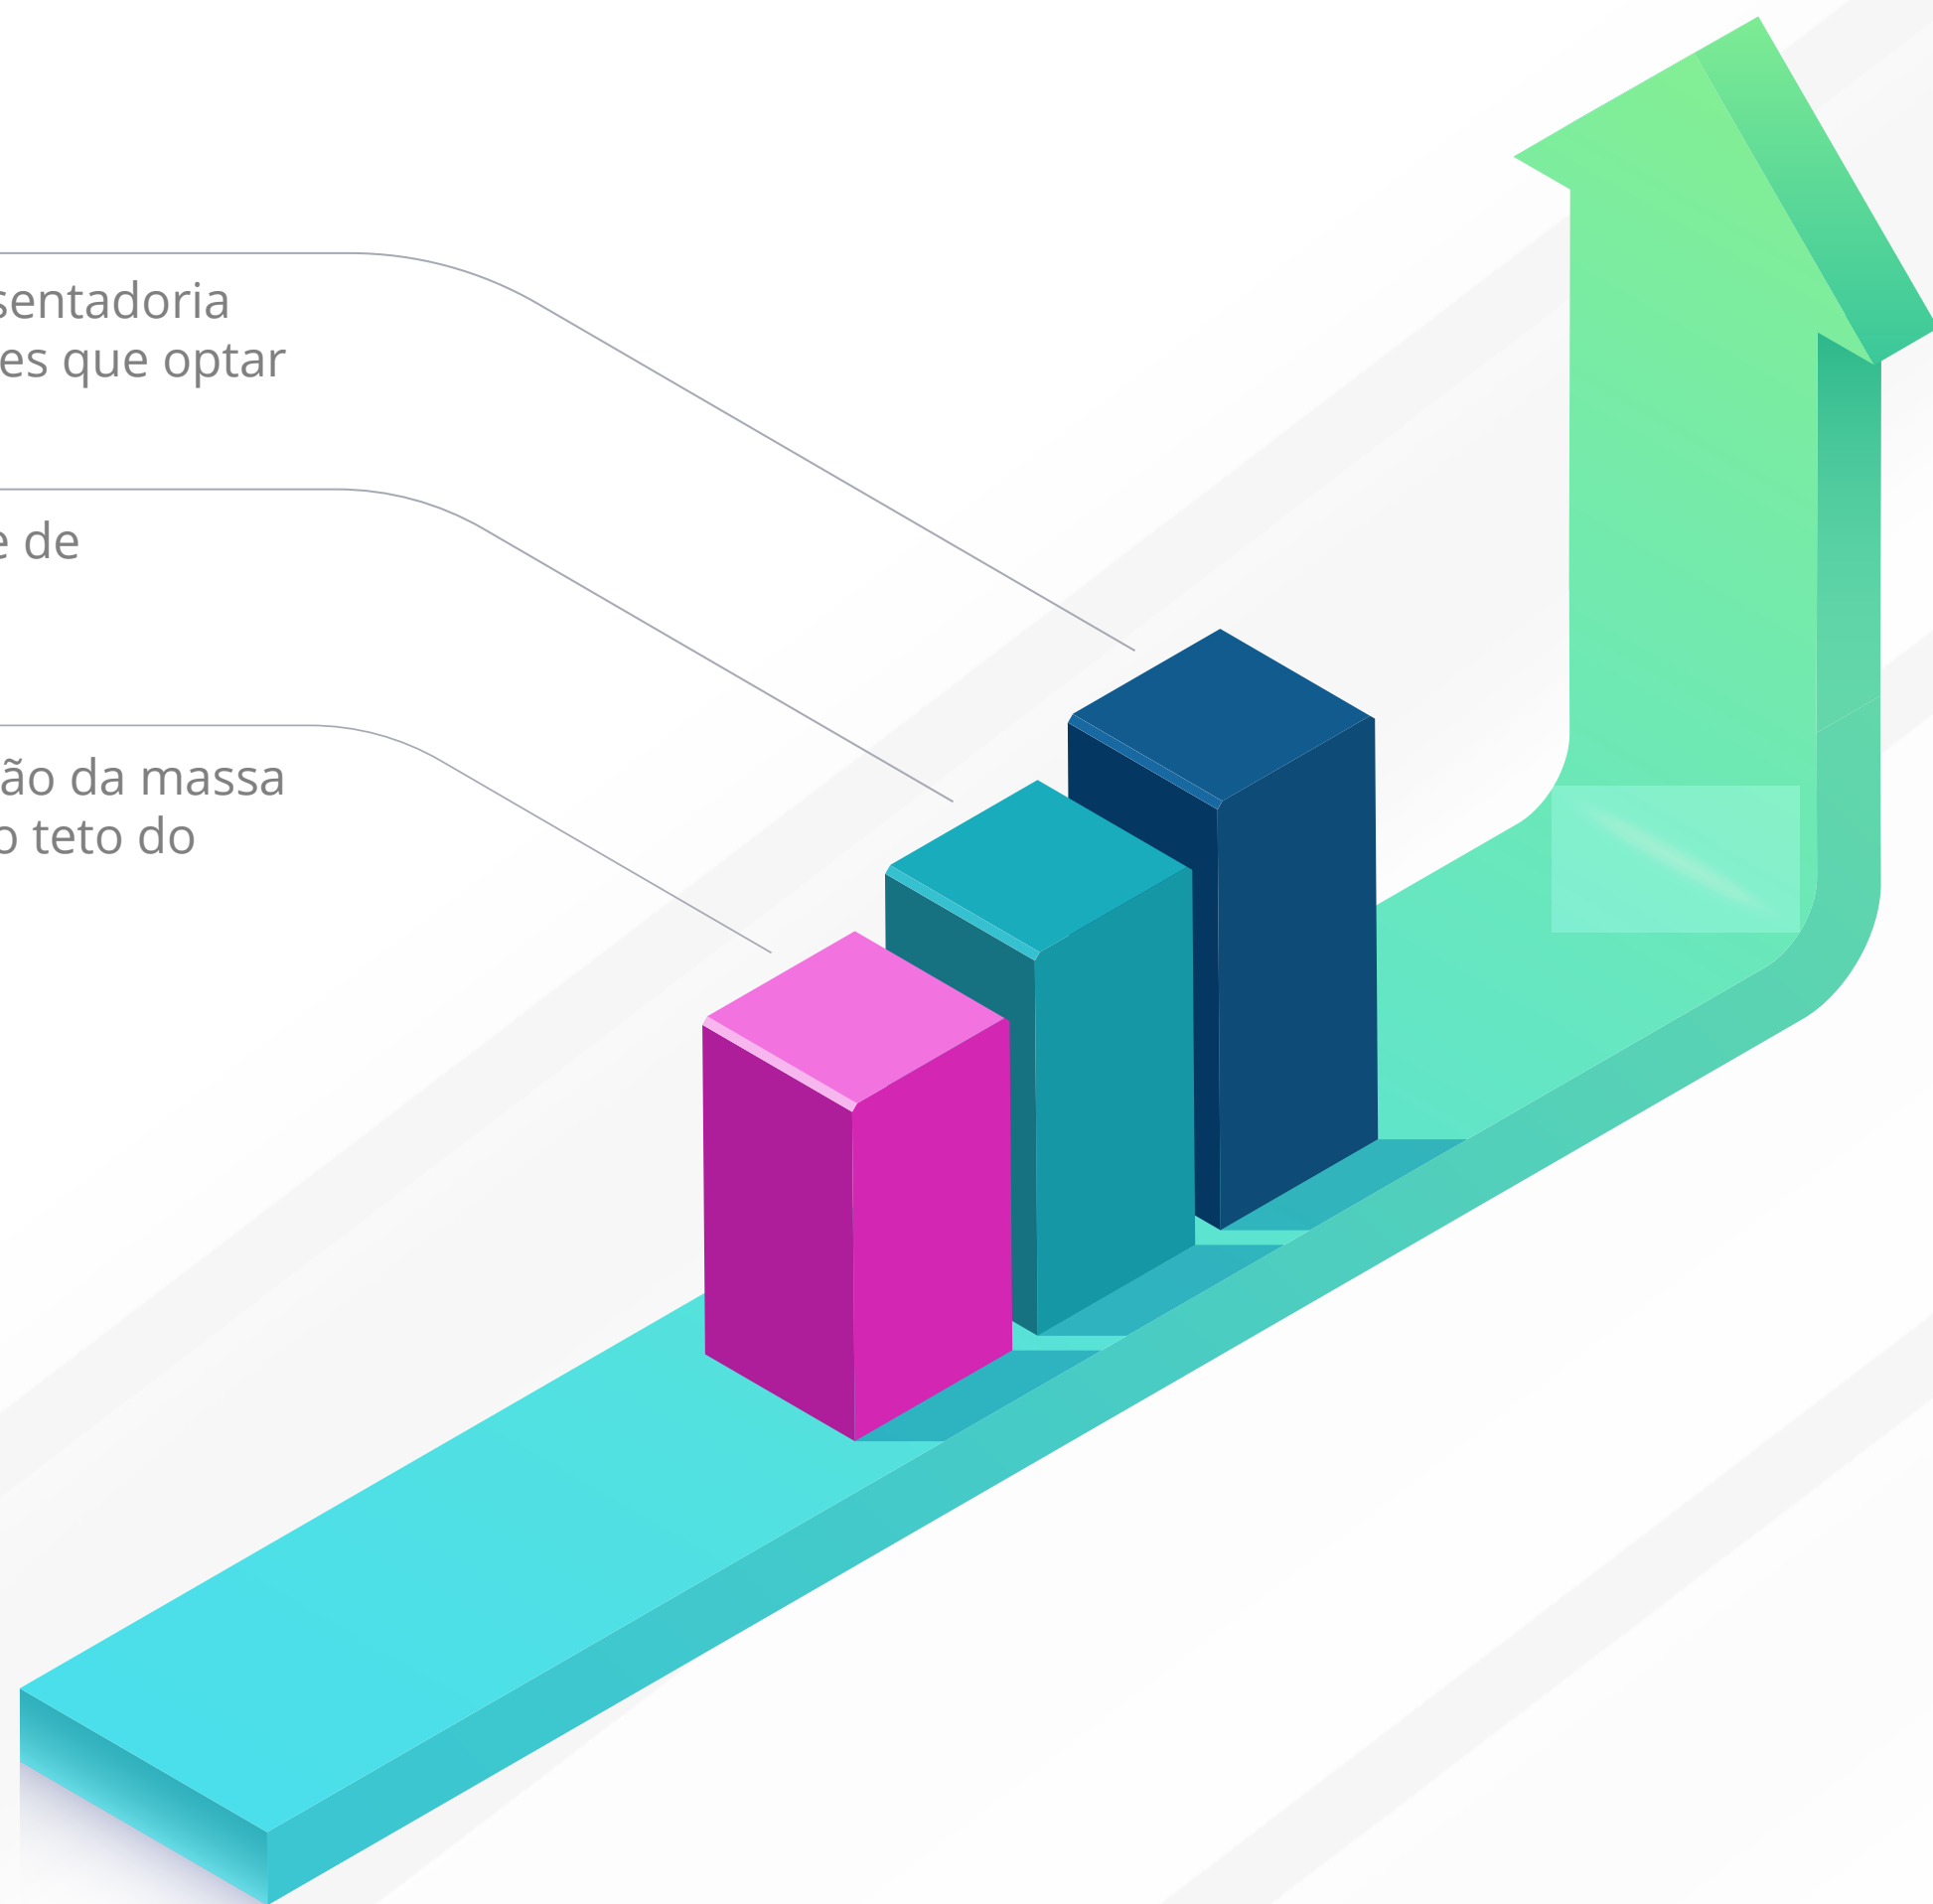 sentadoria
es que optar
e de
ão da massa
o teto do